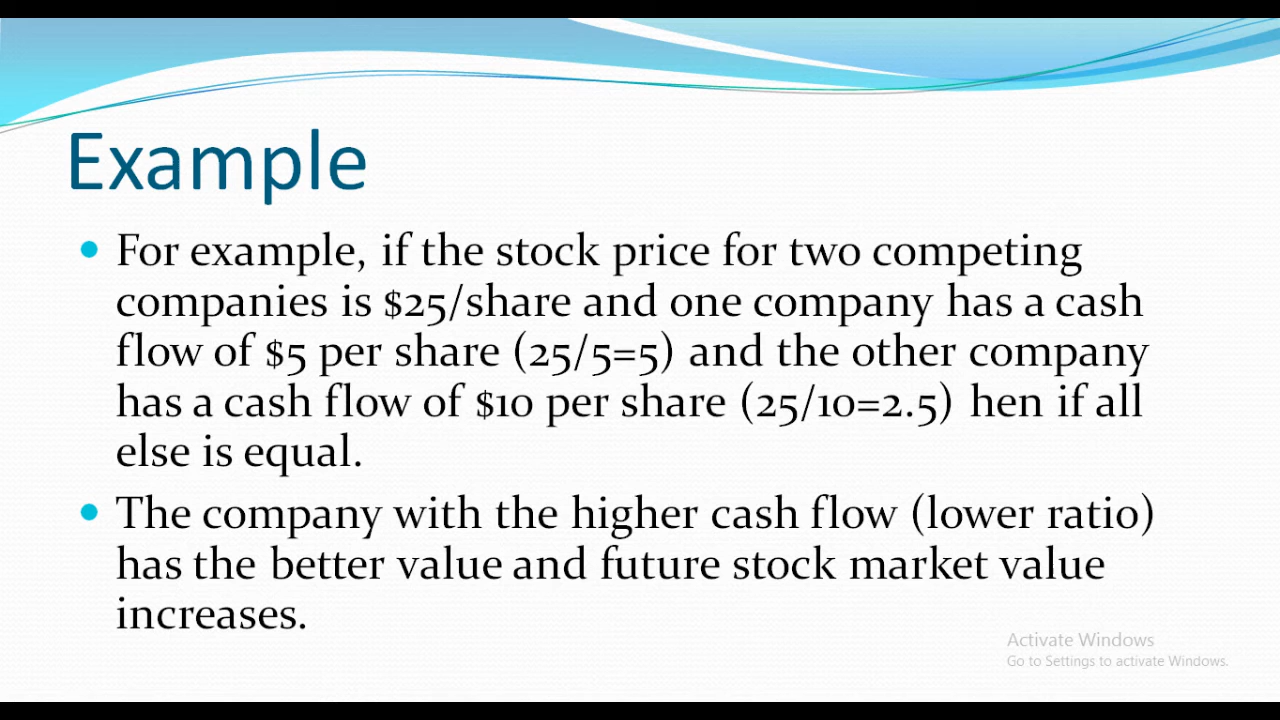 Example
For example, if the stock price for two competing
companies is $25/share and one company has a cash
flow of $5 per share (25/5=5) and the other company
has a cash flow of $10 per share (25/10=2.5) hen if all
else is equal.
The company with the higher cash flow (lower ratio)
has the better value and future stock market value
increases.
Activate Windows
Go to Settings to activate Windows.